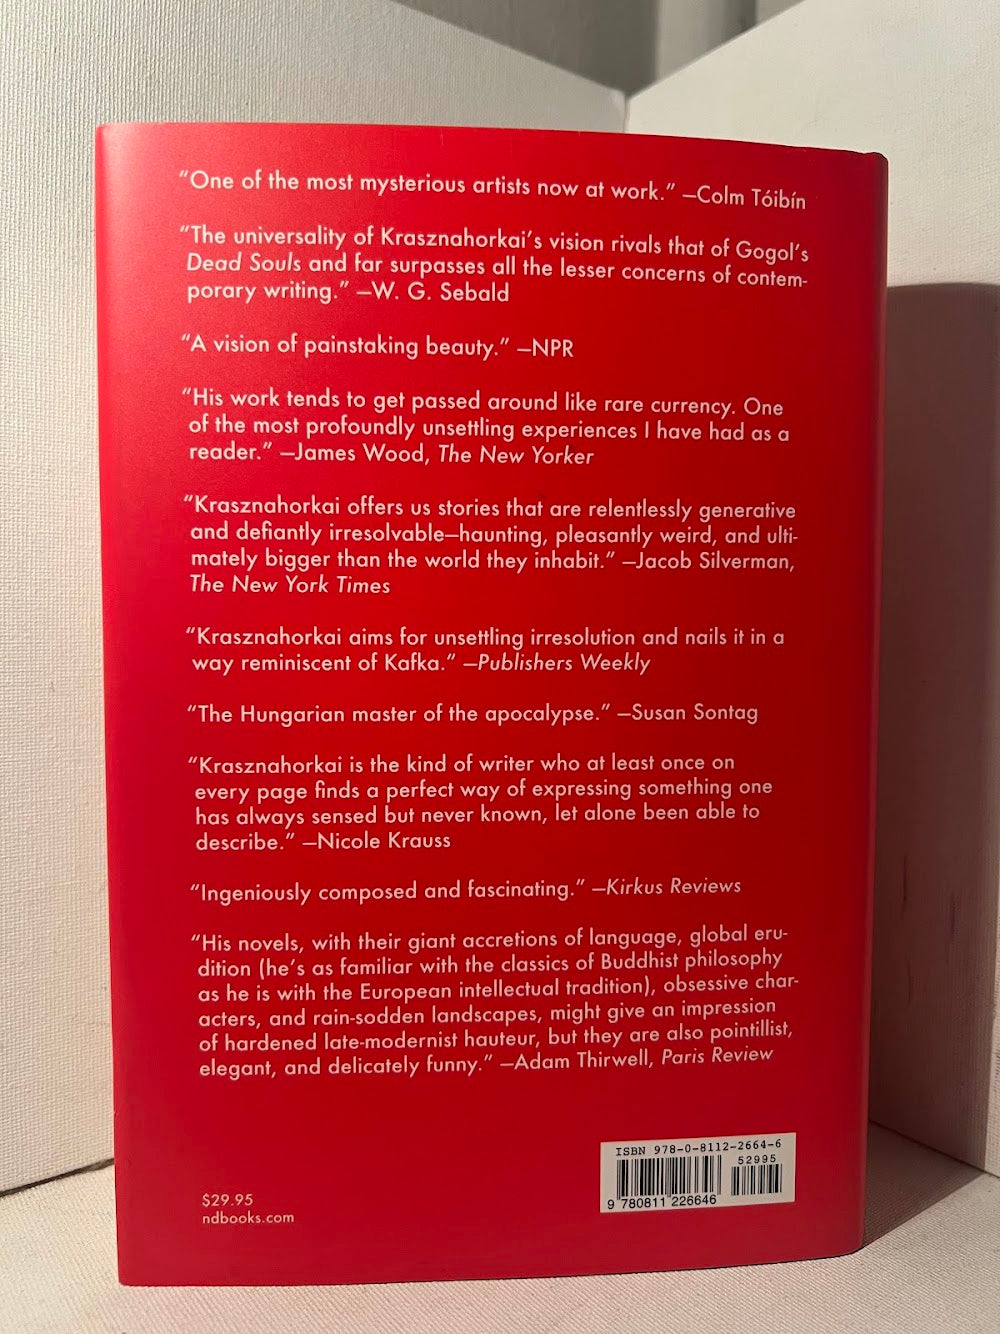 “One of the most mysterious artists now at work.” —Colm Tóibín
“The universality of Krasznahorkai’s vision rivals that of Gogol’s
Dead Souls and far surpasses all the lesser concerns of contem-
porary writing.” —W. G. Sebald
“A vision of painstaking beauty.” —NPR
“His work tends to get passed around like rare currency. One
of the most profoundly unsettling experiences I have had as a
reader.” —James Wood, The New Yorker
“Krasznahorkai offers us stories that are relentlessly generative
and defiantly irresolvable—haunting, pleasantly weird, and ulti-
mately bigger than the world they inhabit.” —Jacob Silverman,
The New York Times
“Krasznahorkai aims for unsettling irresolution and nails it in a
way reminiscent of Kafka.” —Publishers Weekly
“The Hungarian master of the apocalypse.” —Susan Sontag
“Krasznahorkai is the kind of writer who at least once on
every page finds a perfect way of expressing something one
has always sensed but never known, let alone been able to
describe.” —Nicole Krauss
“Ingeniously composed and fascinating.” —Kirkus Reviews
“His novels, with their giant accretions of language, global eru-
dition (he’s as familiar with the classics of Buddhist philosophy
as he is with the European intellectual tradition), obsessive char-
acters, and rain-sodden landscapes, might give an impression
of hardened late-modernist hauteur, but they are also pointillist,
elegant, and delicately funny.” —Adam Thirwell, Paris Review
ISBN 978-0-8112-2664-6
52995
9 780811 226646
$29.95
ndbooks.com